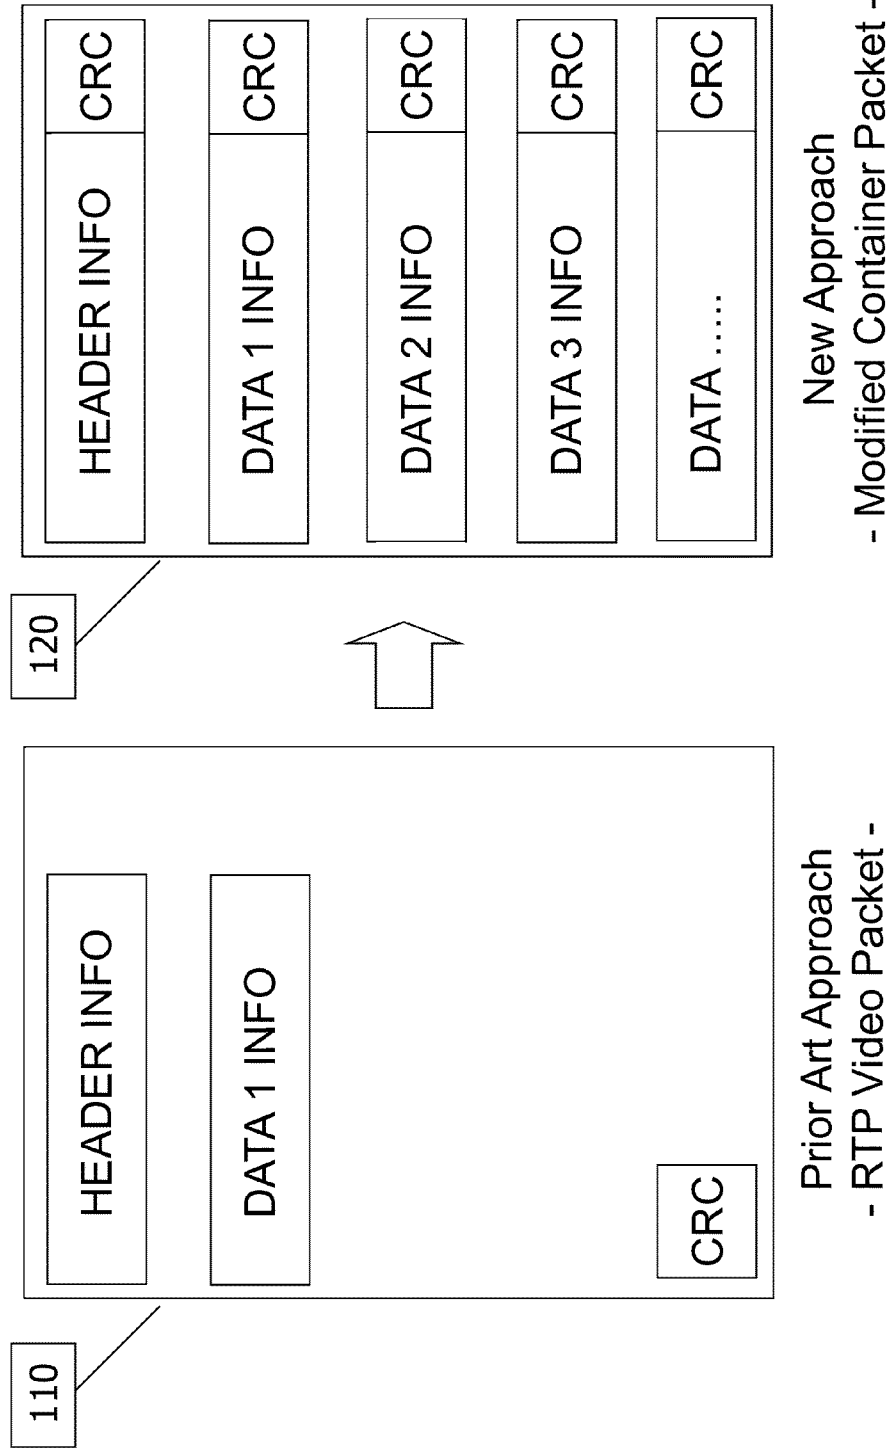 110
HEADER INFO
DATA 1 INFO
CRC
Prior Art Approach
- RTP Video Packet -
120
HEADER INFO CRC
DATA 1 INFO CRC
DATA 2 INFO CRC
DATA 3 INFO CRC
DATA ..... CRC
New Approach
- Modified Container Packet -